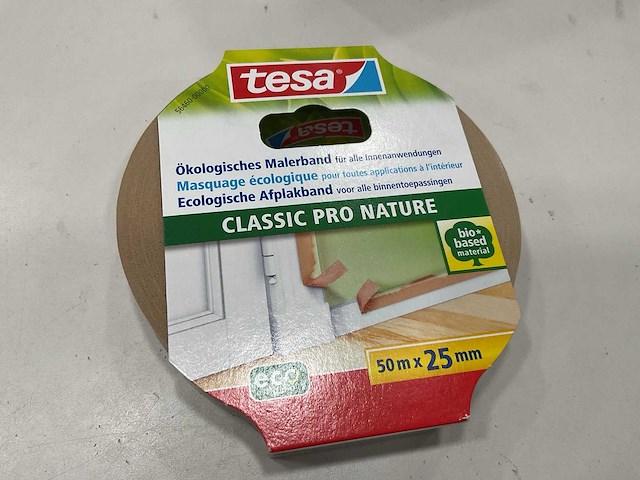 tesa®
tesa
Ökologisches Malerband für alle Innenanwendungen
Masquage écologique pour toutes applications à l'intérieur
Ecologische Afplakband voor alle binnentoepassingen
CLASSIC PRO NATURE
bio*
based
material
50 m x 25 mm
eco